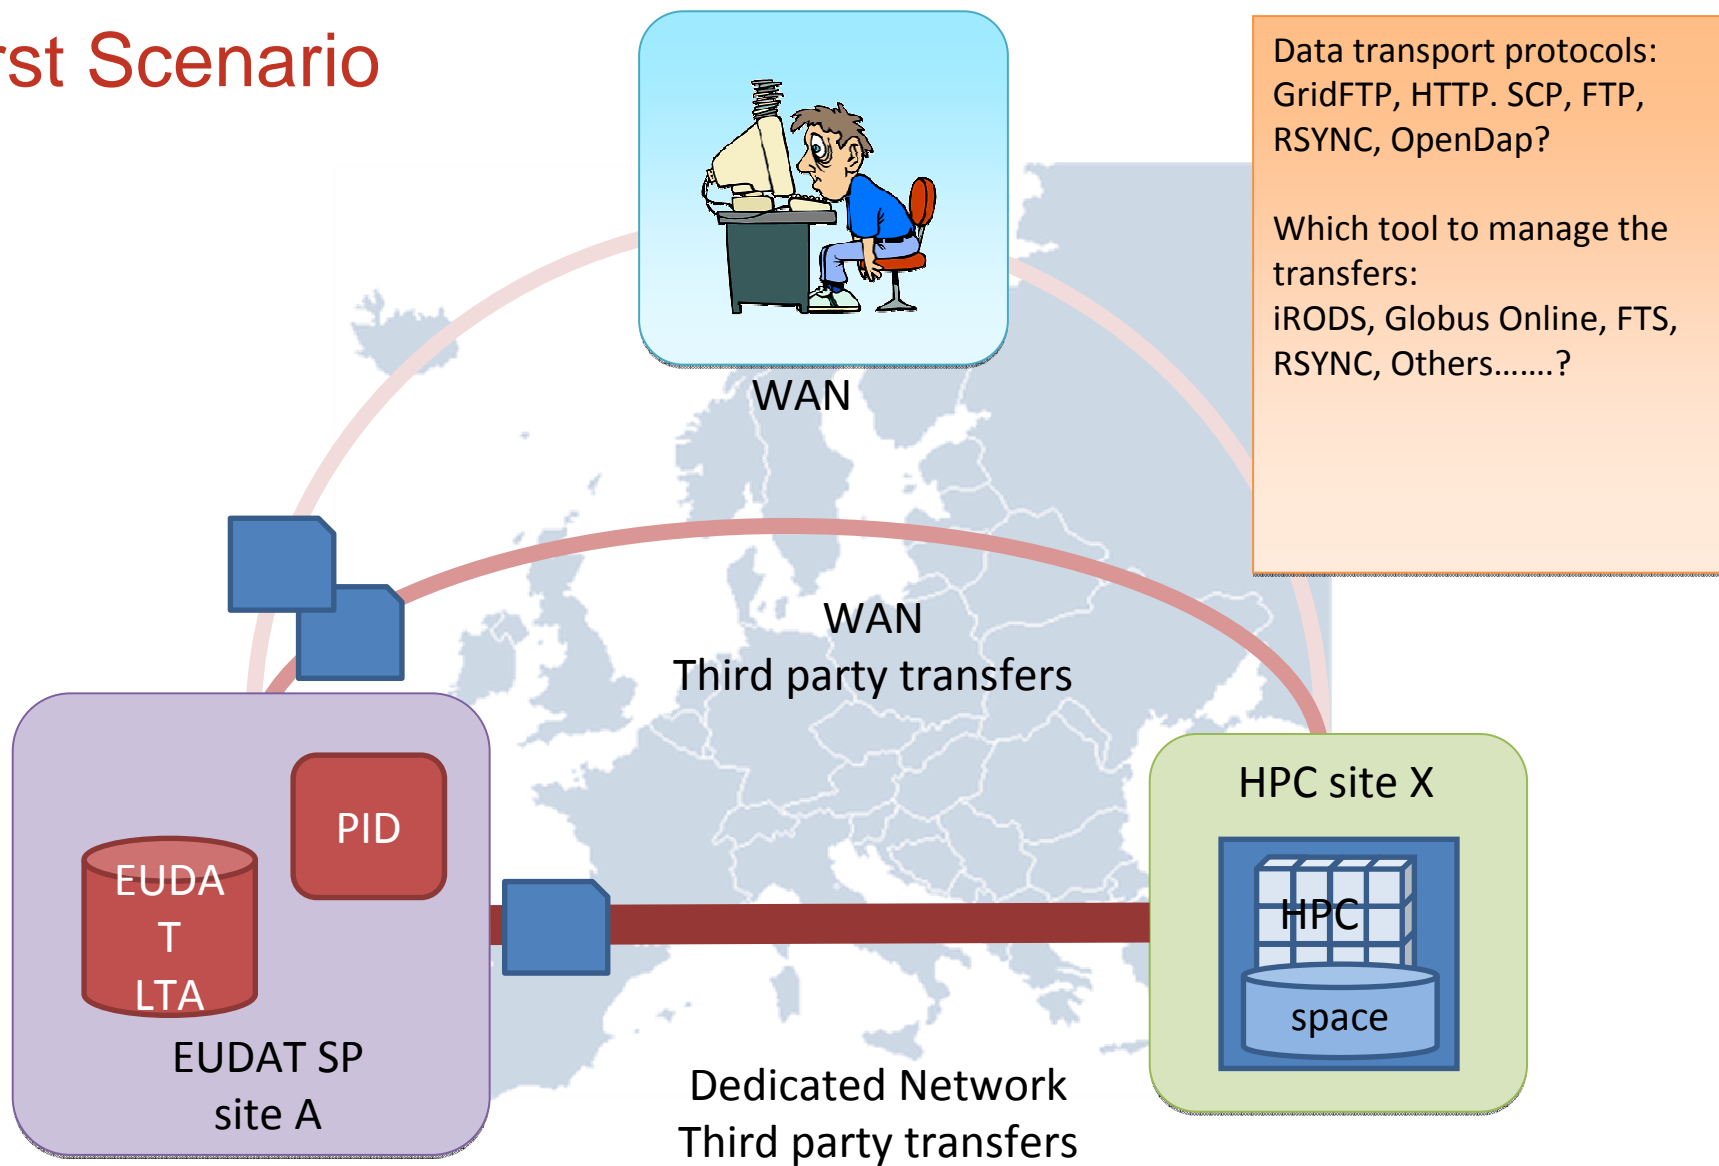 rst Scenario
Data transport protocols:
GridFTP, HTTP. SCP, FTP,
RSYNC, OpenDap?
Which tool to manage the
transfers:
iRODS, Globus Online, FTS,
RSYNC, Others.......?
WAN
WAN
Third party transfers
PID
EUDA
T
LTA
EUDAT SP
site A
HPC site X
HPC
space
Dedicated Network
Third party transfers